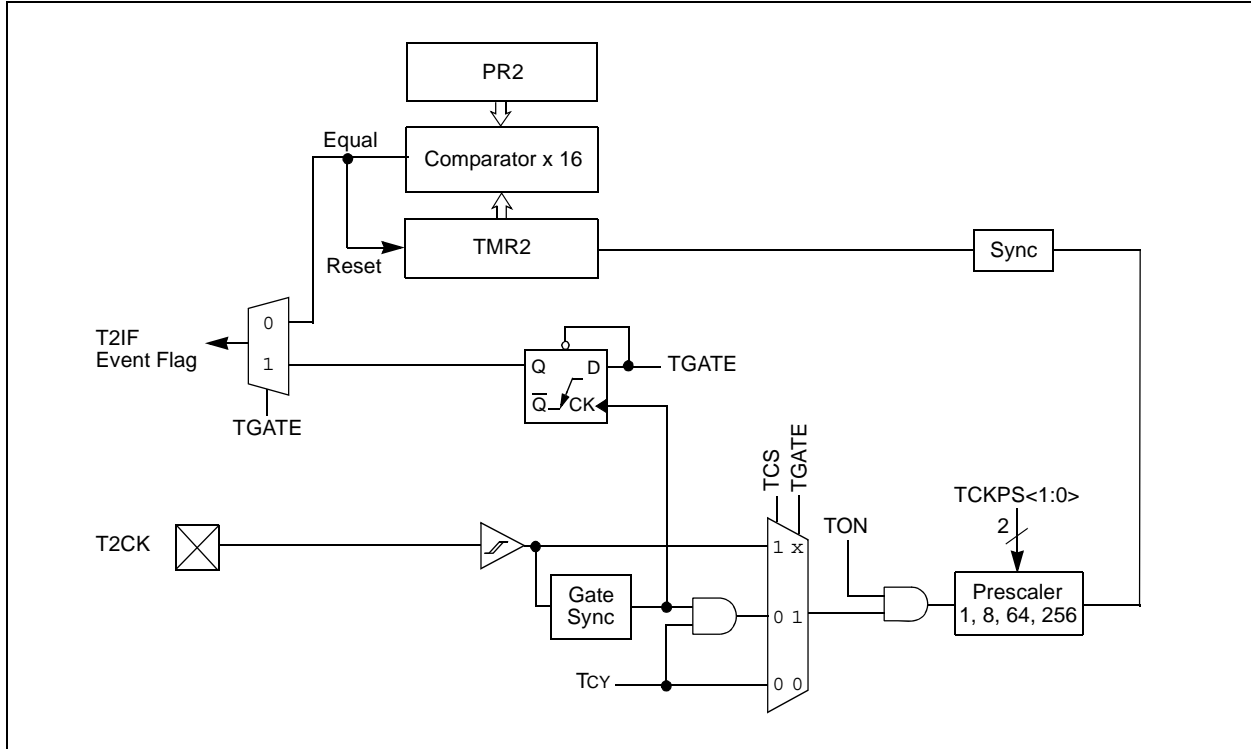 PR2
Equal
Comparator x 16
Reset
TMR2
Sync
T2IF
Event Flag
0
1
TGATE
Q
D
Q̅
CK
TGATE
TCS
TGATE
TCKPS<1:0>
2
TON
T2CK
1 x
Gate
Sync
0 1
Prescaler
1, 8, 64, 256
TCY
0 0